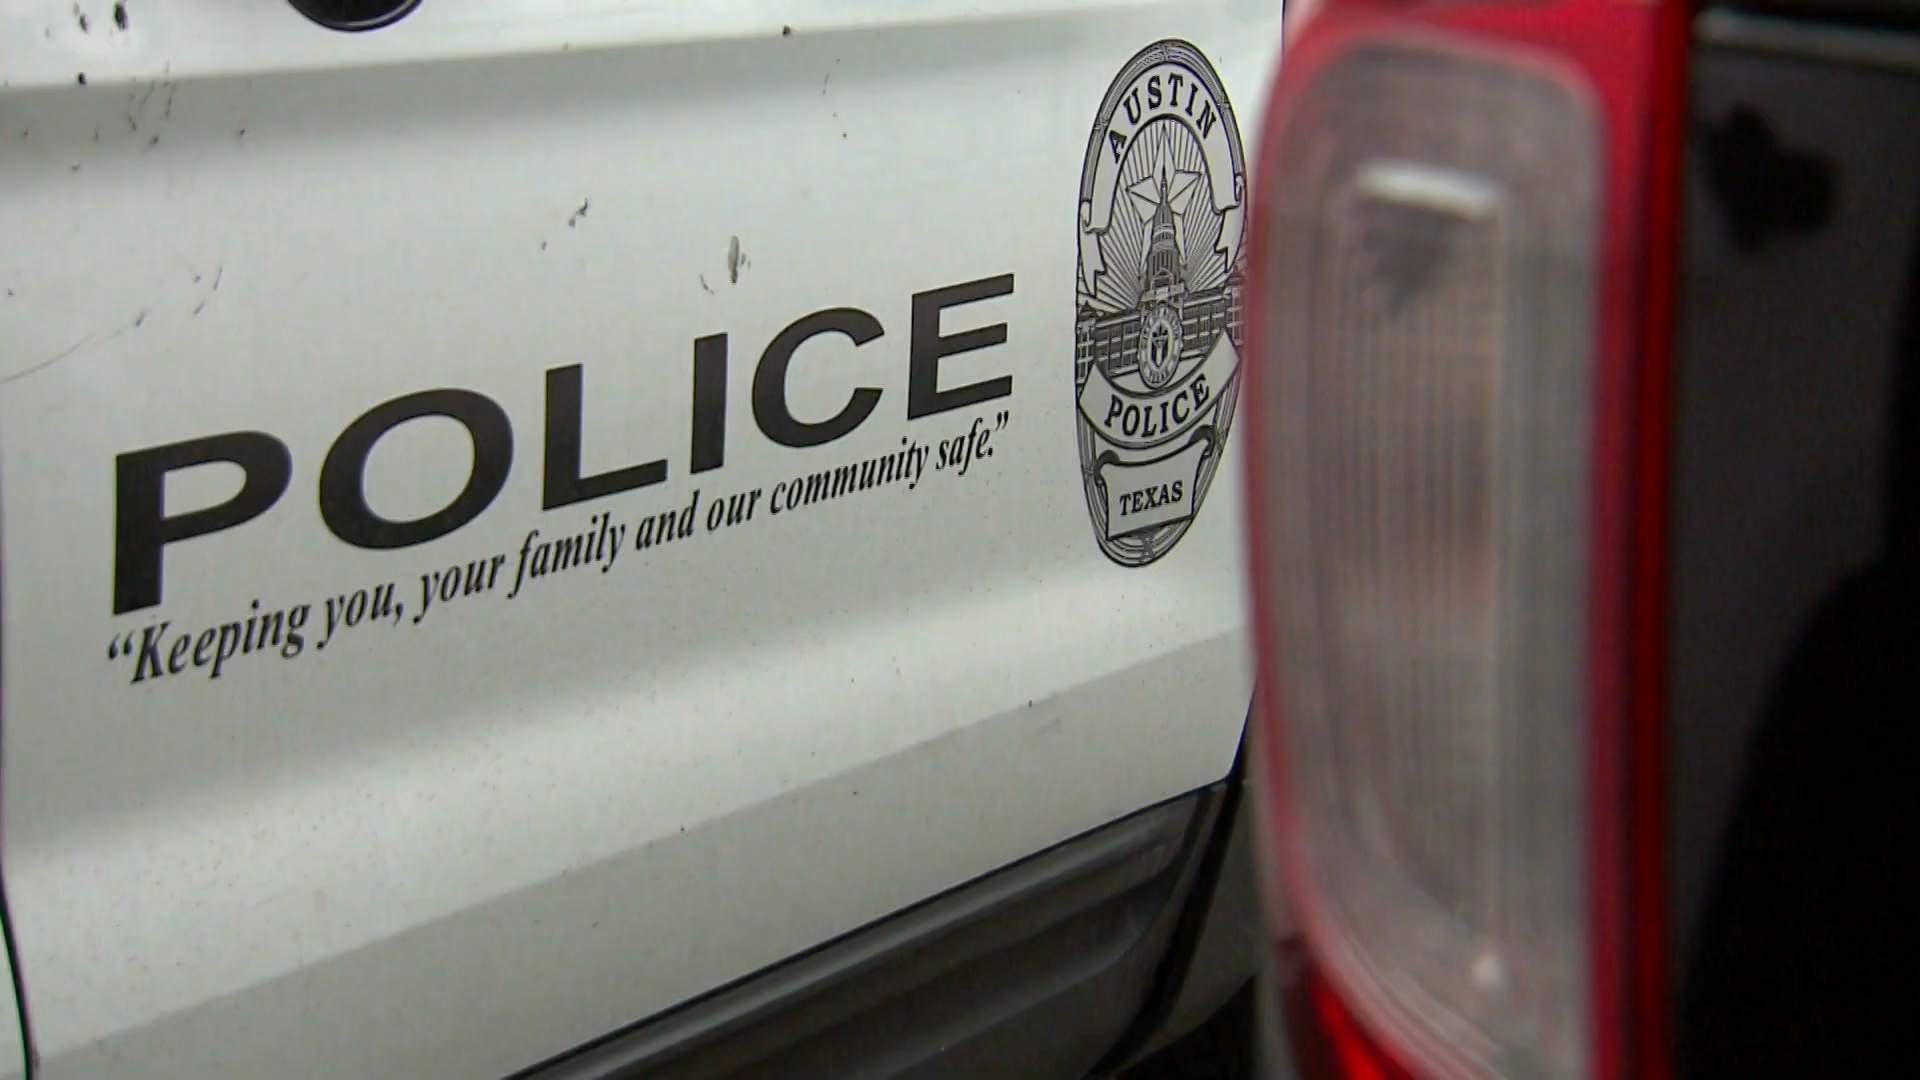 POLICE
“Keeping you, your family and our community safe.”
AUSTIN
POLICE
TEXAS